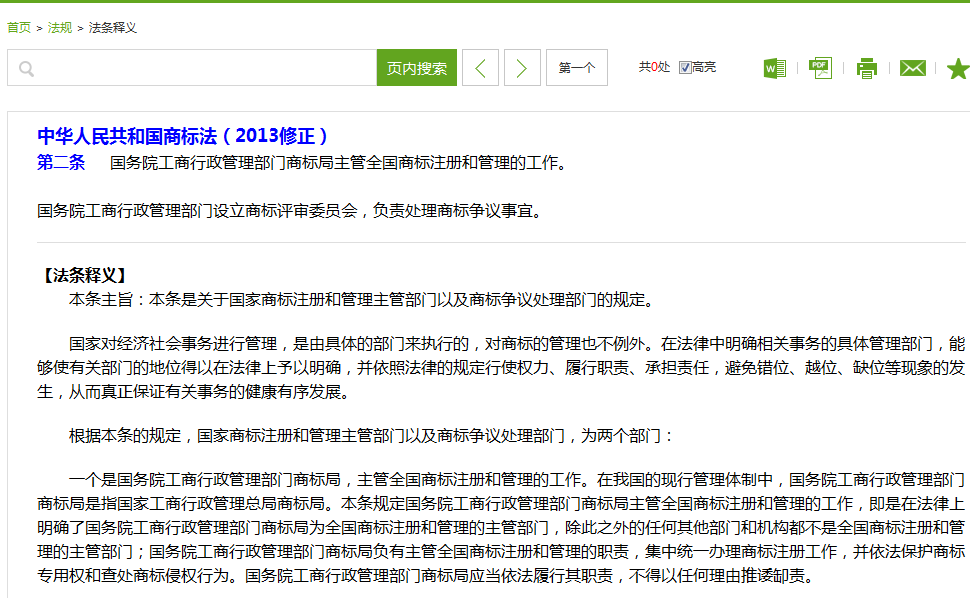 首页 > 法规 > 法条释义
页内搜索 第一个 共0处 高亮
中华人民共和国商标法（2013修正）
第二条 国务院工商行政管理部门商标局主管全国商标注册和管理的工作。
国务院工商行政管理部门设立商标评审委员会，负责处理商标争议事宜。
【法条释义】
本条主旨：本条是关于国家商标注册和管理主管部门以及商标争议处理部门的规定。
国家对经济社会事务进行管理，是由具体的部门来执行的，对商标的管理也不例外。在法律中明确相关事务的具体管理部门，能
够使有关部门的地位得以在法律上予以明确，并依照法律的规定行使权力、履行职责、承担责任，避免错位、越位、缺位等现象的发
生，从而真正保证有关事务的健康有序发展。
根据本条的规定，国家商标注册和管理主管部门以及商标争议处理部门，为两个部门：
一个是国务院工商行政管理部门商标局，主管全国商标注册和管理的工作。在我国的现行管理体制中，国务院工商行政管理部门
商标局是指国家工商行政管理总局商标局。本条规定国务院工商行政管理部门商标局主管全国商标注册和管理的工作，即是在法律上
明确了国务院工商行政管理部门商标局为全国商标注册和管理的主管部门，除此之外的任何其他部门和机构都不是全国商标注册和管
理的主管部门；国务院工商行政管理部门商标局负有主管全国商标注册和管理的职责，集中统一办理商标注册工作，并依法保护商标
专用权和查处商标侵权行为。国务院工商行政管理部门商标局应当依法履行其职责，不得以任何理由推诿卸责。